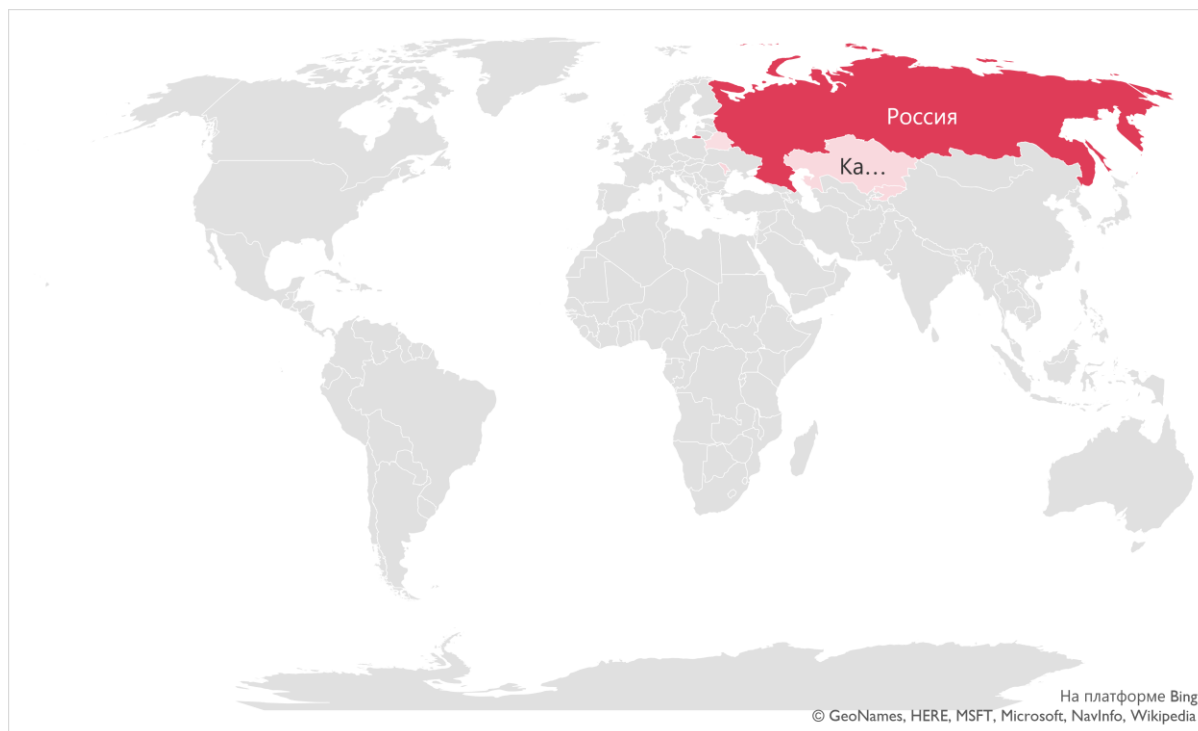 Россия
Ка...
На платформе Bing
© GeoNames, HERE, MSFT, Microsoft, NavInfo, Wikipedia